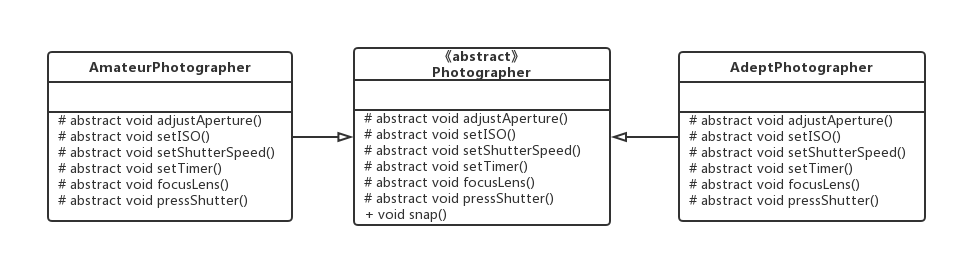 AmateurPhotographer
# abstract void adjustAperture()
# abstract void setISO()
# abstract void setShutterSpeed()
# abstract void setTimer()
# abstract void focusLens()
# abstract void pressShutter()
《abstract》
Photographer
# abstract void adjustAperture()
# abstract void setISO()
# abstract void setShutterSpeed()
# abstract void setTimer()
# abstract void focusLens()
# abstract void pressShutter()
+ void snap()
AdeptPhotographer
# abstract void adjustAperture()
# abstract void setISO()
# abstract void setShutterSpeed()
# abstract void setTimer()
# abstract void focusLens()
# abstract void pressShutter()